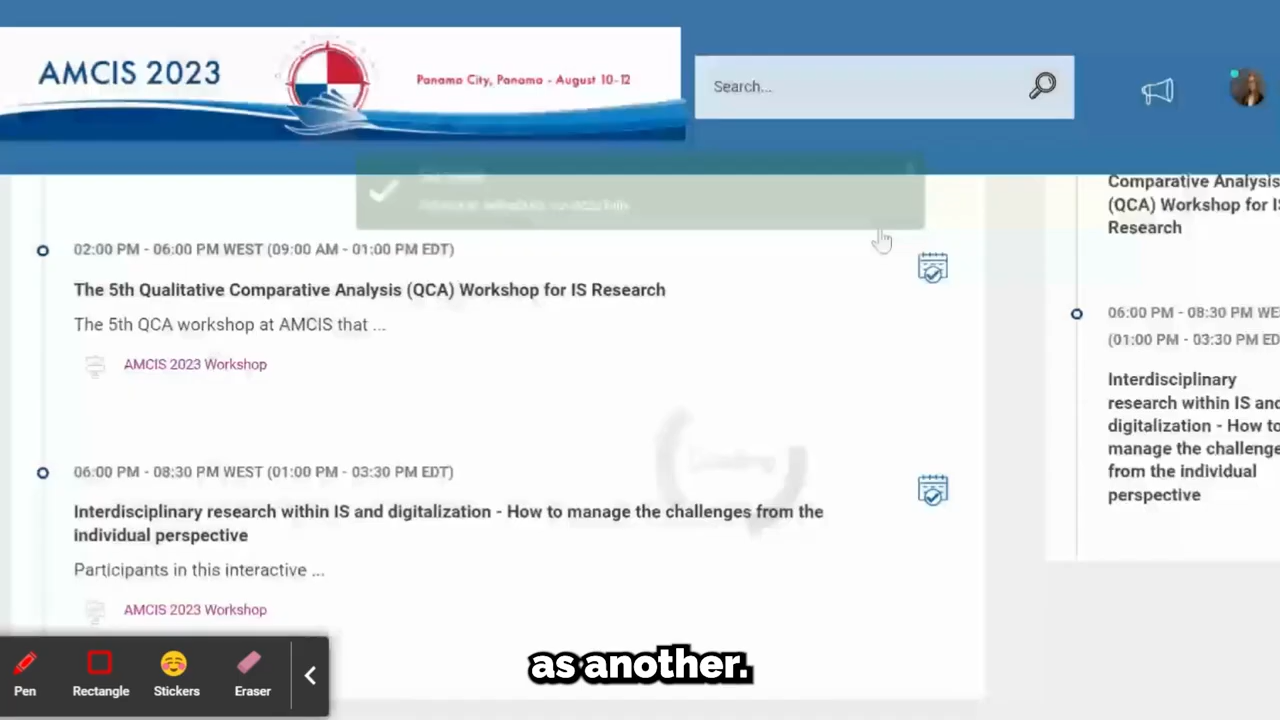 AMCIS 2023
Panama City, Panama - August 10-12
Search...
02:00 PM - 06:00 PM WEST (09:00 AM - 01:00 PM EDT)
The 5th Qualitative Comparative Analysis (QCA) Workshop for IS Research
The 5th QCA workshop at AMCIS that ...
AMCIS 2023 Workshop
06:00 PM - 08:30 PM WEST (01:00 PM - 03:30 PM EDT)
Interdisciplinary research within IS and digitalization - How to manage the challenges from the
individual perspective
Participants in this interactive ...
AMCIS 2023 Workshop
Comparative Analysis
(QCA) Workshop for IS
Research
06:00 PM - 08:30 PM WE
(01:00 PM - 03:30 PM ED
Interdisciplinary
research within IS and
digitalization - How to
manage the challenge
from the individual
perspective
Pen
Rectangle
Stickers
Eraser
as another.